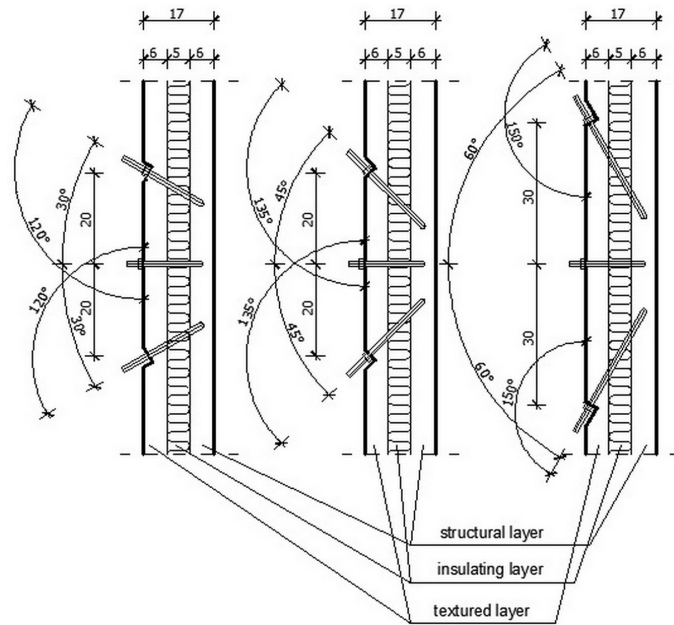 17 17 17
6 5 6 6 5 6 6 5 6
120° 30° 20
120° 30° 20
135° 45° 20
135° 45° 20
60° 150° 30
60° 150° 30
structural layer
insulating layer
textured layer